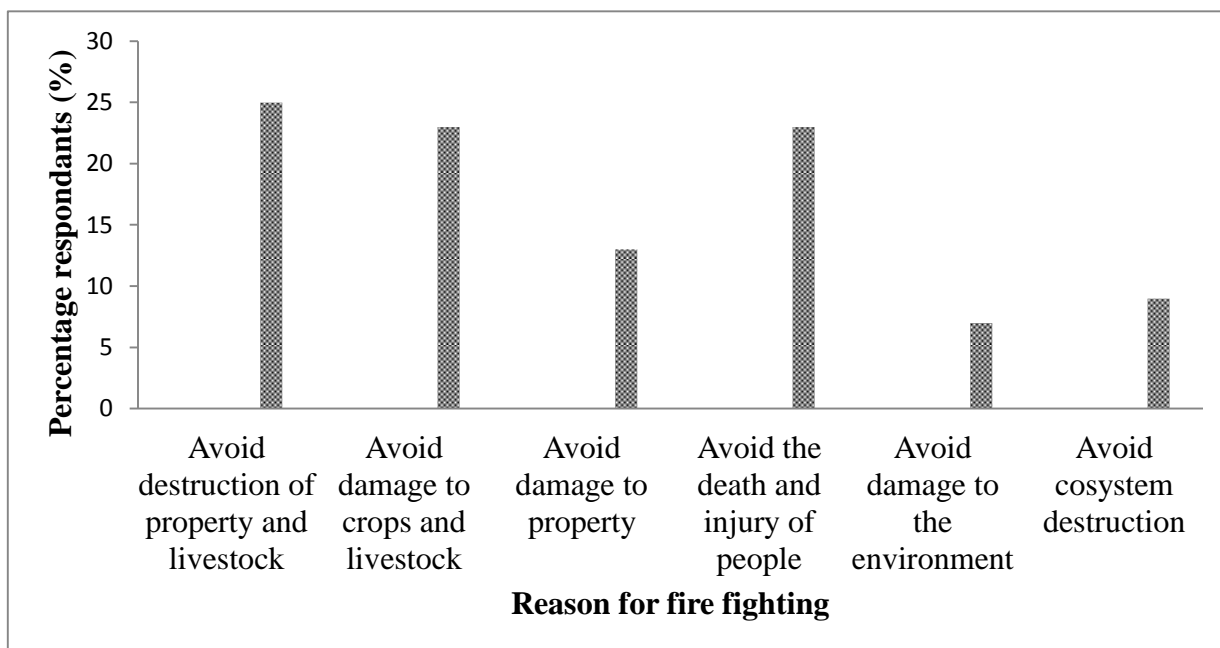 Percentage respondants (%)
30
25
20
15
10
5
0
Avoid
destruction of
property and
livestock
Avoid
damage to
crops and
livestock
Avoid
damage to
property
Avoid the
death and
injury of
people
Avoid
damage to
the
environment
Avoid
cosystem
destruction
Reason for fire fighting